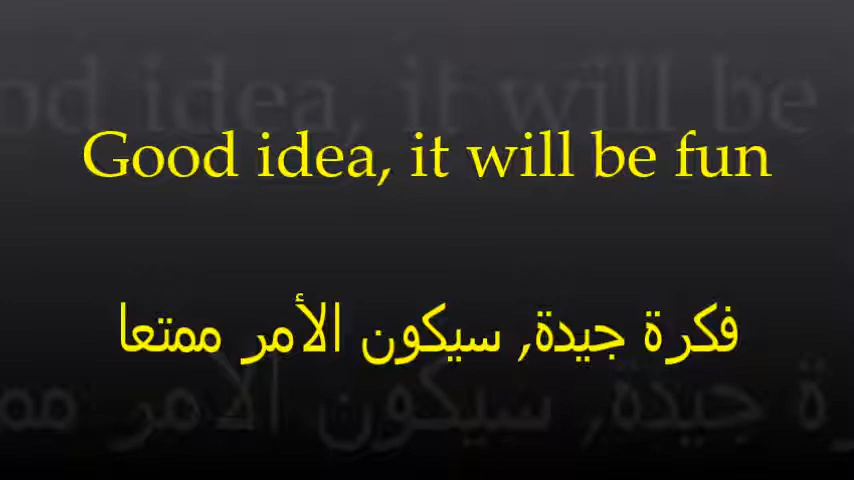 Good idea, it will be fun
فكرة جيدة, سيكون الأمر ممتعا